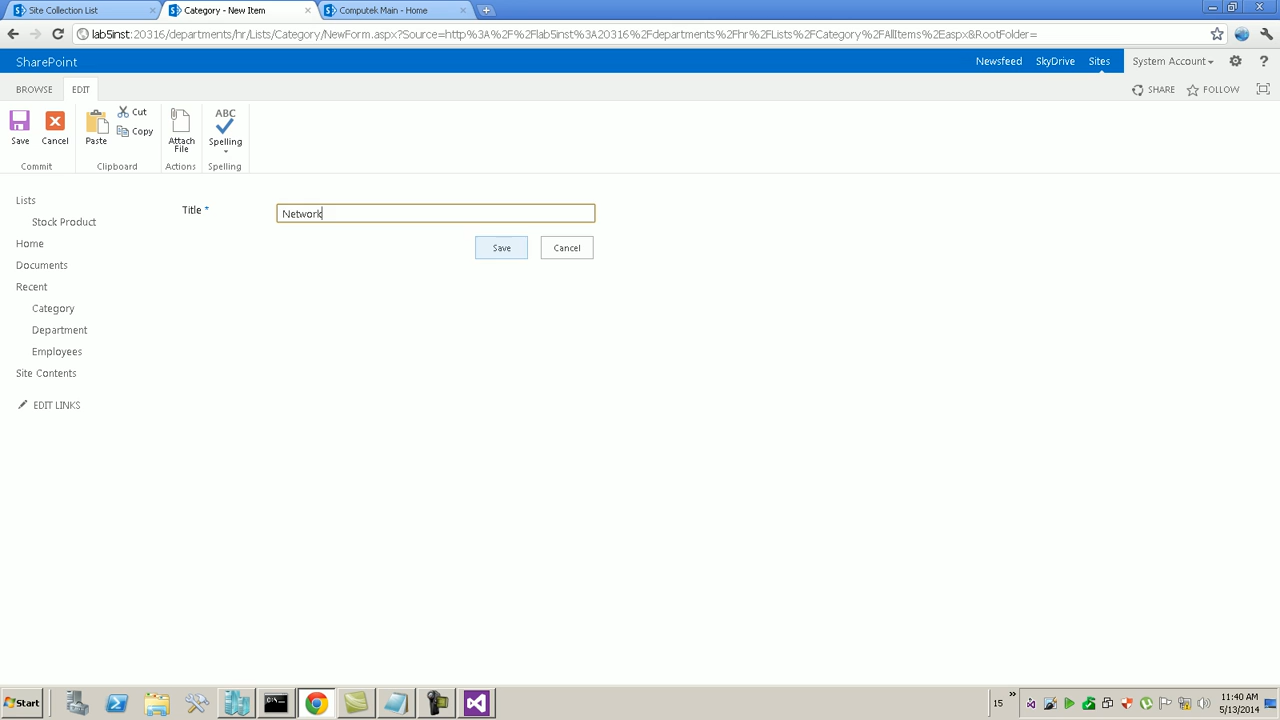 Site Collection List
Category - New Item
Computek Main - Home
lab5inst:20316/departments/hr/Lists/Category/NewForm.aspx?Source=http%3A%2F%2Flab5inst%3A20316%2Fdepartments%2Fhr%2FLists%2FCategory%2FAllItems%2Easpx&RootFolder=
SharePoint
Newsfeed SkyDrive Sites System Account ?
BROWSE EDIT
SHARE FOLLOW
Save
Cancel
Paste
Cut
Copy
Attach File
ABC
Spelling
Commit Clipboard Actions Spelling
Lists
Stock Product
Home
Documents
Recent
Category
Department
Employees
Site Contents
EDIT LINKS
Title *
Network
Save Cancel
Start
15
11:40 AM
5/13/2014